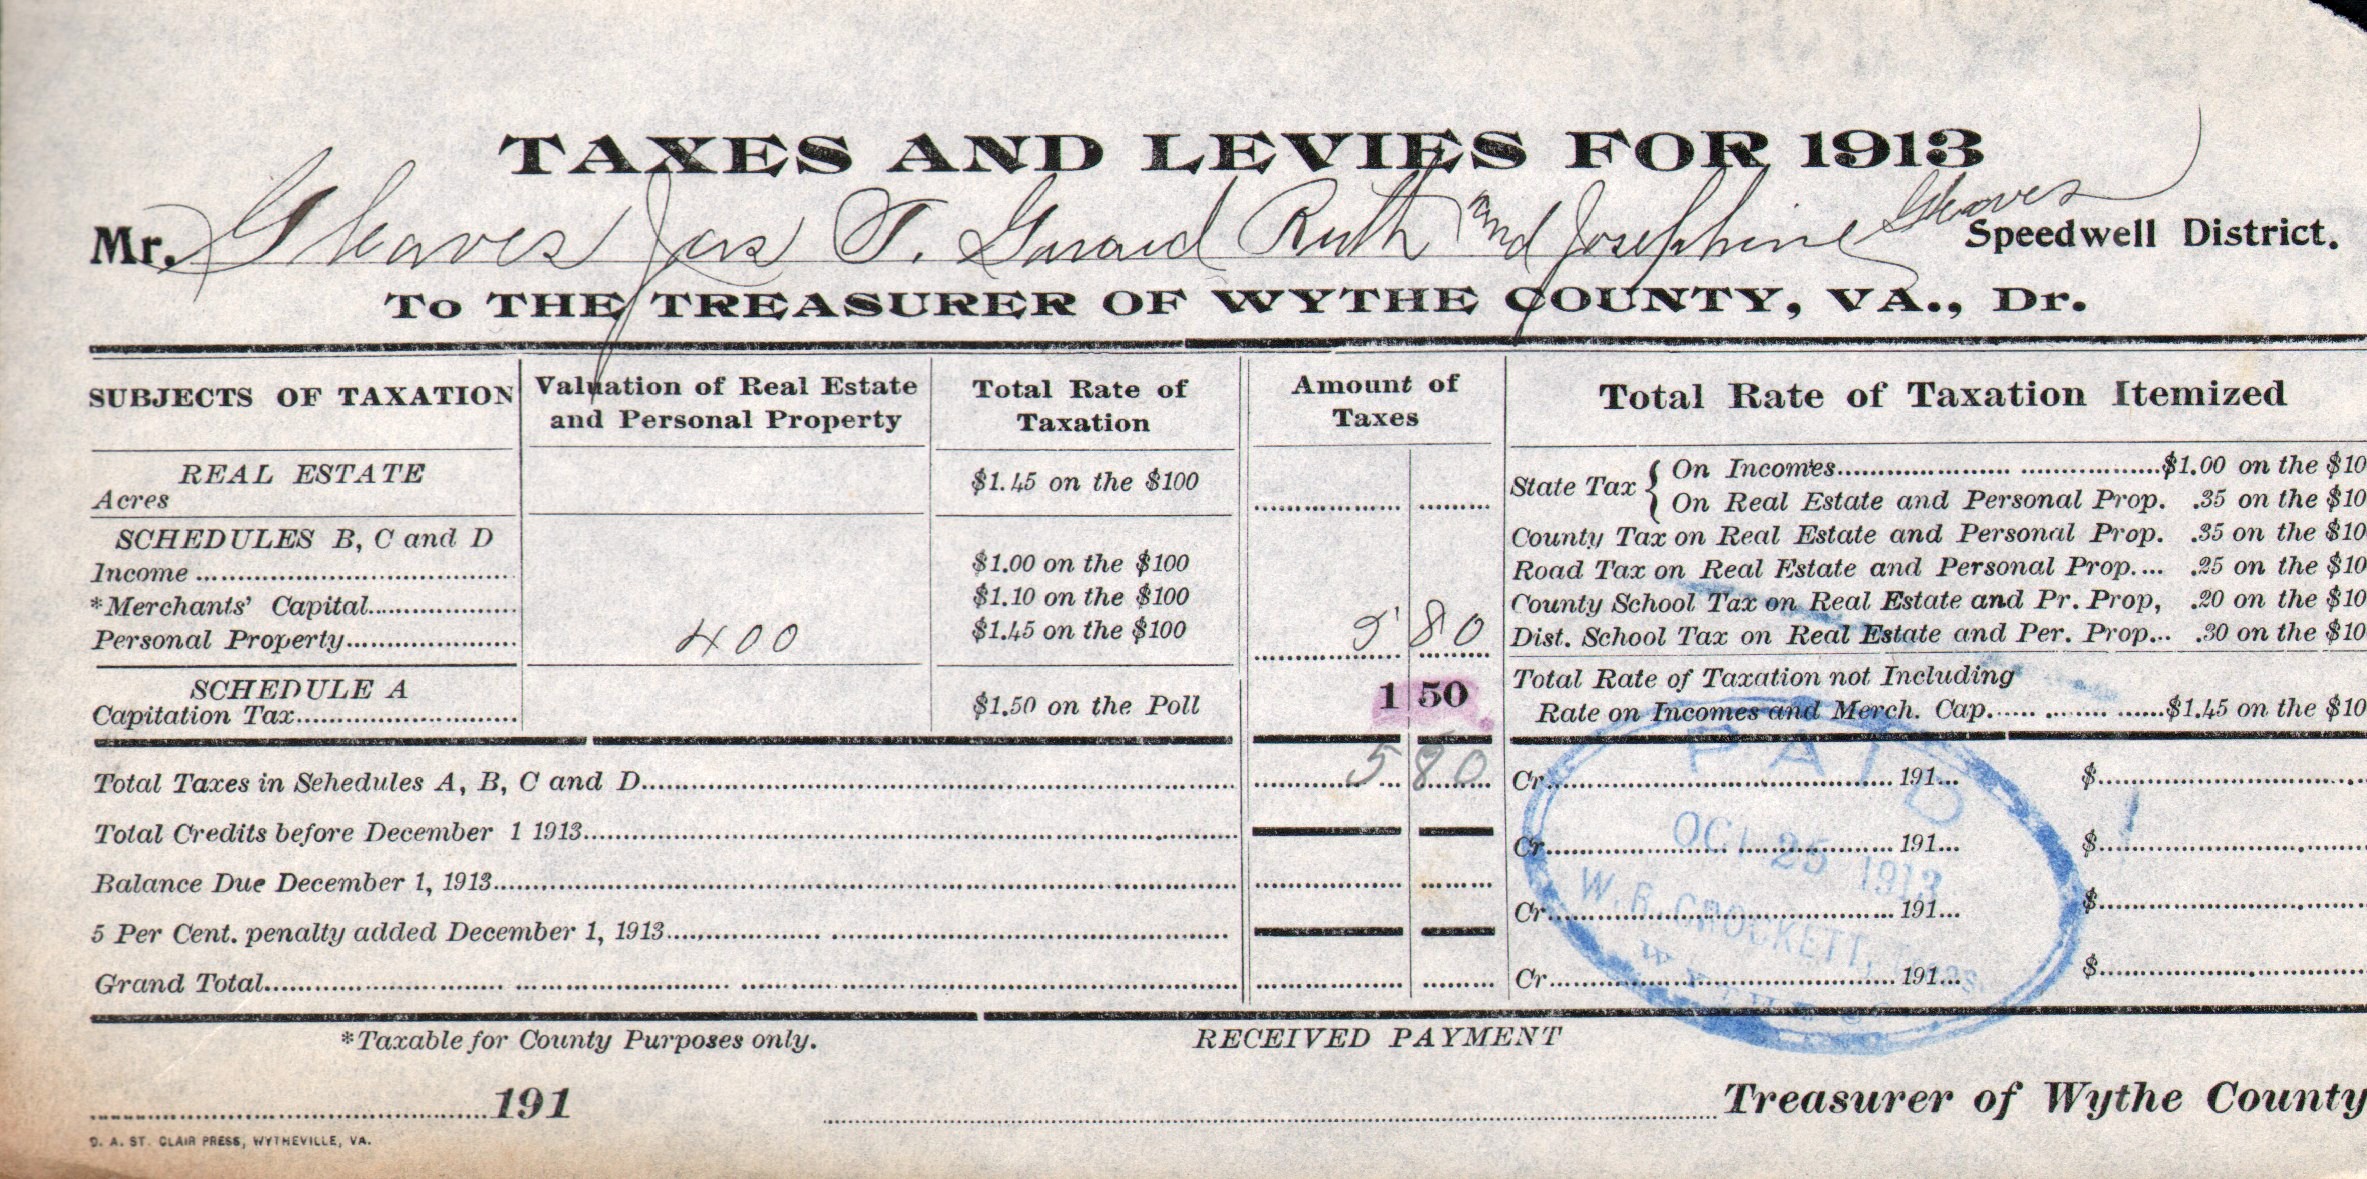 TAXES AND LEVIES FOR 1913
Mr. Gleaves Jas T. Guard Ruth and Josephine Gleaves Speedwell District.
To THE TREASURER OF WYTHE COUNTY, VA., Dr.
SUBJECTS OF TAXATION
Valuation of Real Estate and Personal Property
Total Rate of Taxation
Amount of Taxes
Total Rate of Taxation Itemized
REAL ESTATE
Acres
$1.45 on the $100
SCHEDULES B, C and D
Income $1.00 on the $100
*Merchants' Capital $1.10 on the $100
Personal Property 400 $1.45 on the $100 5 80
SCHEDULE A
Capitation Tax $1.50 on the Poll 1 50
State Tax { On Incomes $1.00 on the $10
On Real Estate and Personal Prop. .35 on the $10
County Tax on Real Estate and Personal Prop. .35 on the $10
Road Tax on Real Estate and Personal Prop.... .25 on the $10
County School Tax on Real Estate and Pr. Prop, .20 on the $10
Dist. School Tax on Real Estate and Per. Prop... .30 on the $10
Total Rate of Taxation not Including
Rate on Incomes and Merch. Cap. $1.45 on the $10
Total Taxes in Sehedules A, B, C and D 5 80
Total Credits before December 1 1913
Balance Due December 1, 1913
5 Per Cent. penalty added December 1, 1913
Grand Total
Cr 191... $
Cr 191... $
Cr 191... $
Cr 191... $
PAID
OCT 25 1913
W. R. CROCKETT, Treas.
WYTHE CO.
*Taxable for County Purposes only.
RECEIVED PAYMENT
191
Treasurer of Wythe County
D. A. ST. CLAIR PRESS, WYTHEVILLE, VA.